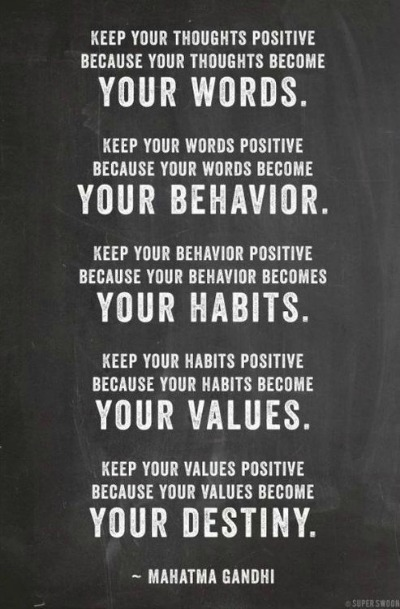 KEEP YOUR THOUGHTS POSITIVE
BECAUSE YOUR THOUGHTS BECOME
YOUR WORDS.
KEEP YOUR WORDS POSITIVE
BECAUSE YOUR WORDS BECOME
YOUR BEHAVIOR.
KEEP YOUR BEHAVIOR POSITIVE
BECAUSE YOUR BEHAVIOR BECOMES
YOUR HABITS.
KEEP YOUR HABITS POSITIVE
BECAUSE YOUR HABITS BECOME
YOUR VALUES.
KEEP YOUR VALUES POSITIVE
BECAUSE YOUR VALUES BECOME
YOUR DESTINY.
~ MAHATMA GANDHI
© SUPER SWOON